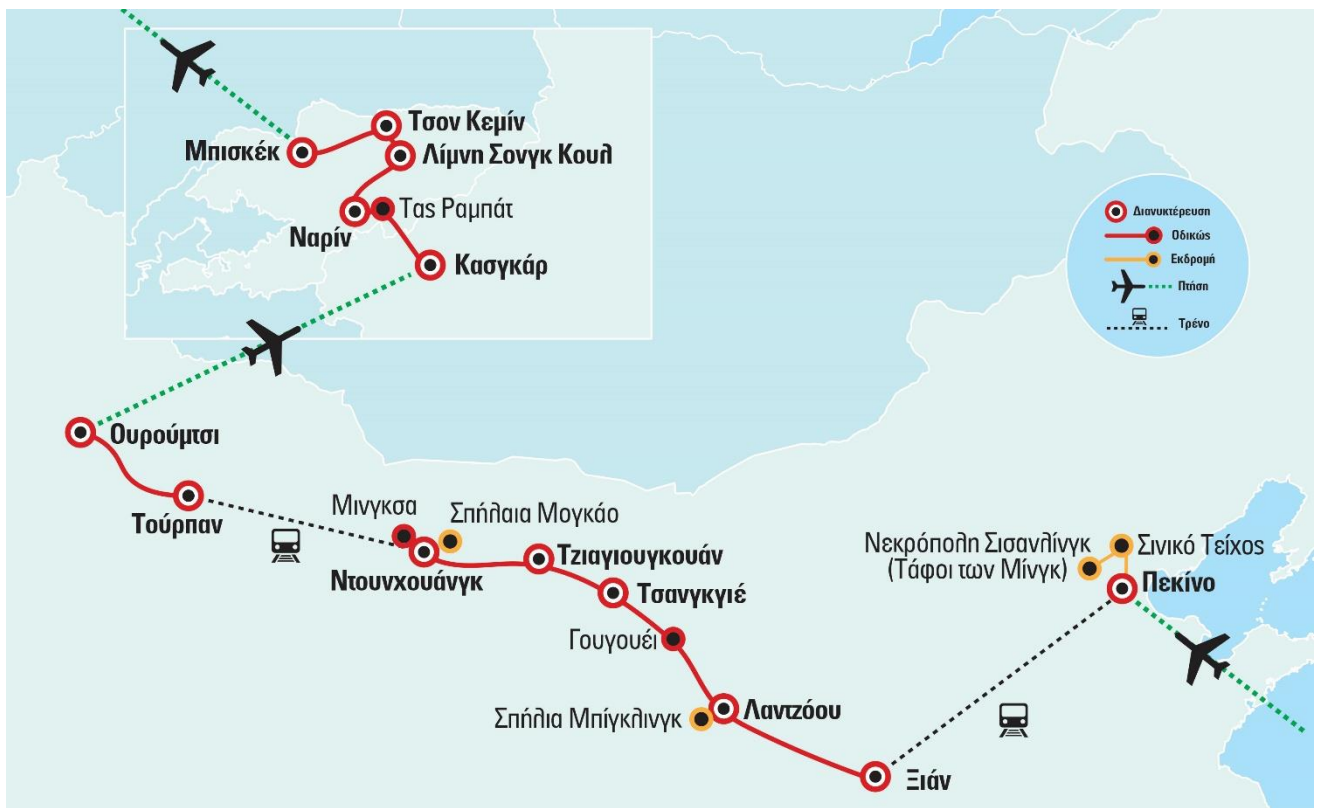 Τσον Κεμίν
Μπισκέκ
Λίμνη Σονγκ Κουλ
Τας Ραμπάτ
Ναρίν
Κασγκάρ
Διανυκτέρευση
Οδικώς
Εκδρομή
Πτήση
Τρένο
Ουρούμτσι
Τούρπαν
Μινγκσα
Σπήλαια Μογκάο
Ντουνχουάνγκ
Τζιαγιουγκουάν
Τσανγκγιέ
Γουγουέι
Σπήλια Μπίγκλινγκ
Λαντζόου
Ξιάν
Νεκρόπολη Σισανλίνγκ
(Τάφοι των Μίνγκ)
Σινικό Τείχος
Πεκίνο